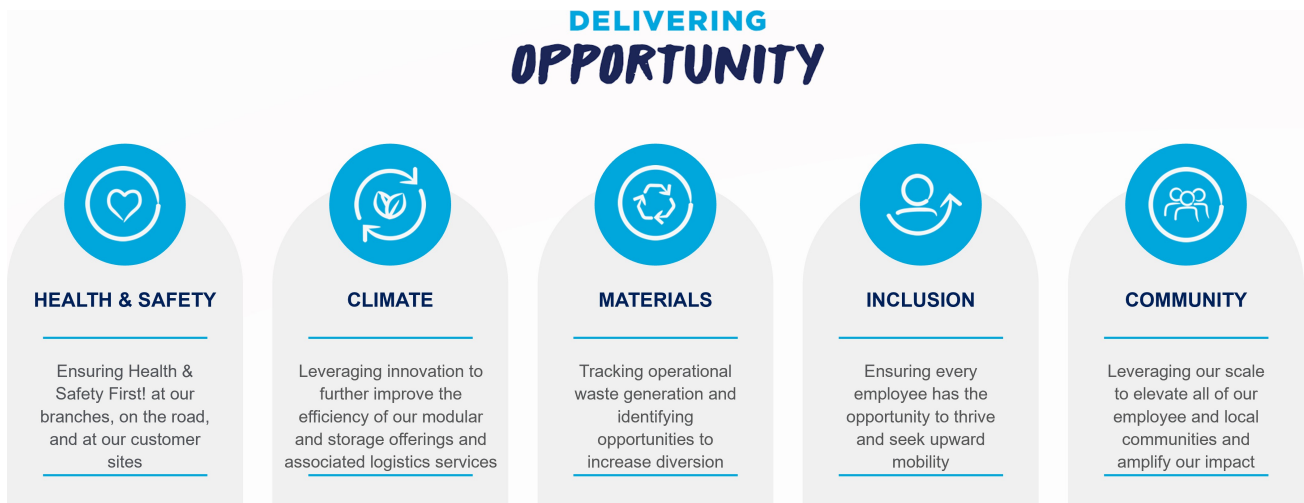 DELIVERING
OPPORTUNITY
HEALTH & SAFETY
Ensuring Health &
Safety First! at our
branches, on the road,
and at our customer
sites
CLIMATE
Leveraging innovation to
further improve the
efficiency of our modular
and storage offerings and
associated logistics services
MATERIALS
Tracking operational
waste generation and
identifying
opportunities to
increase diversion
INCLUSION
Ensuring every
employee has the
opportunity to thrive
and seek upward
mobility
COMMUNITY
Leveraging our scale
to elevate all of our
employee and local
communities and
amplify our impact